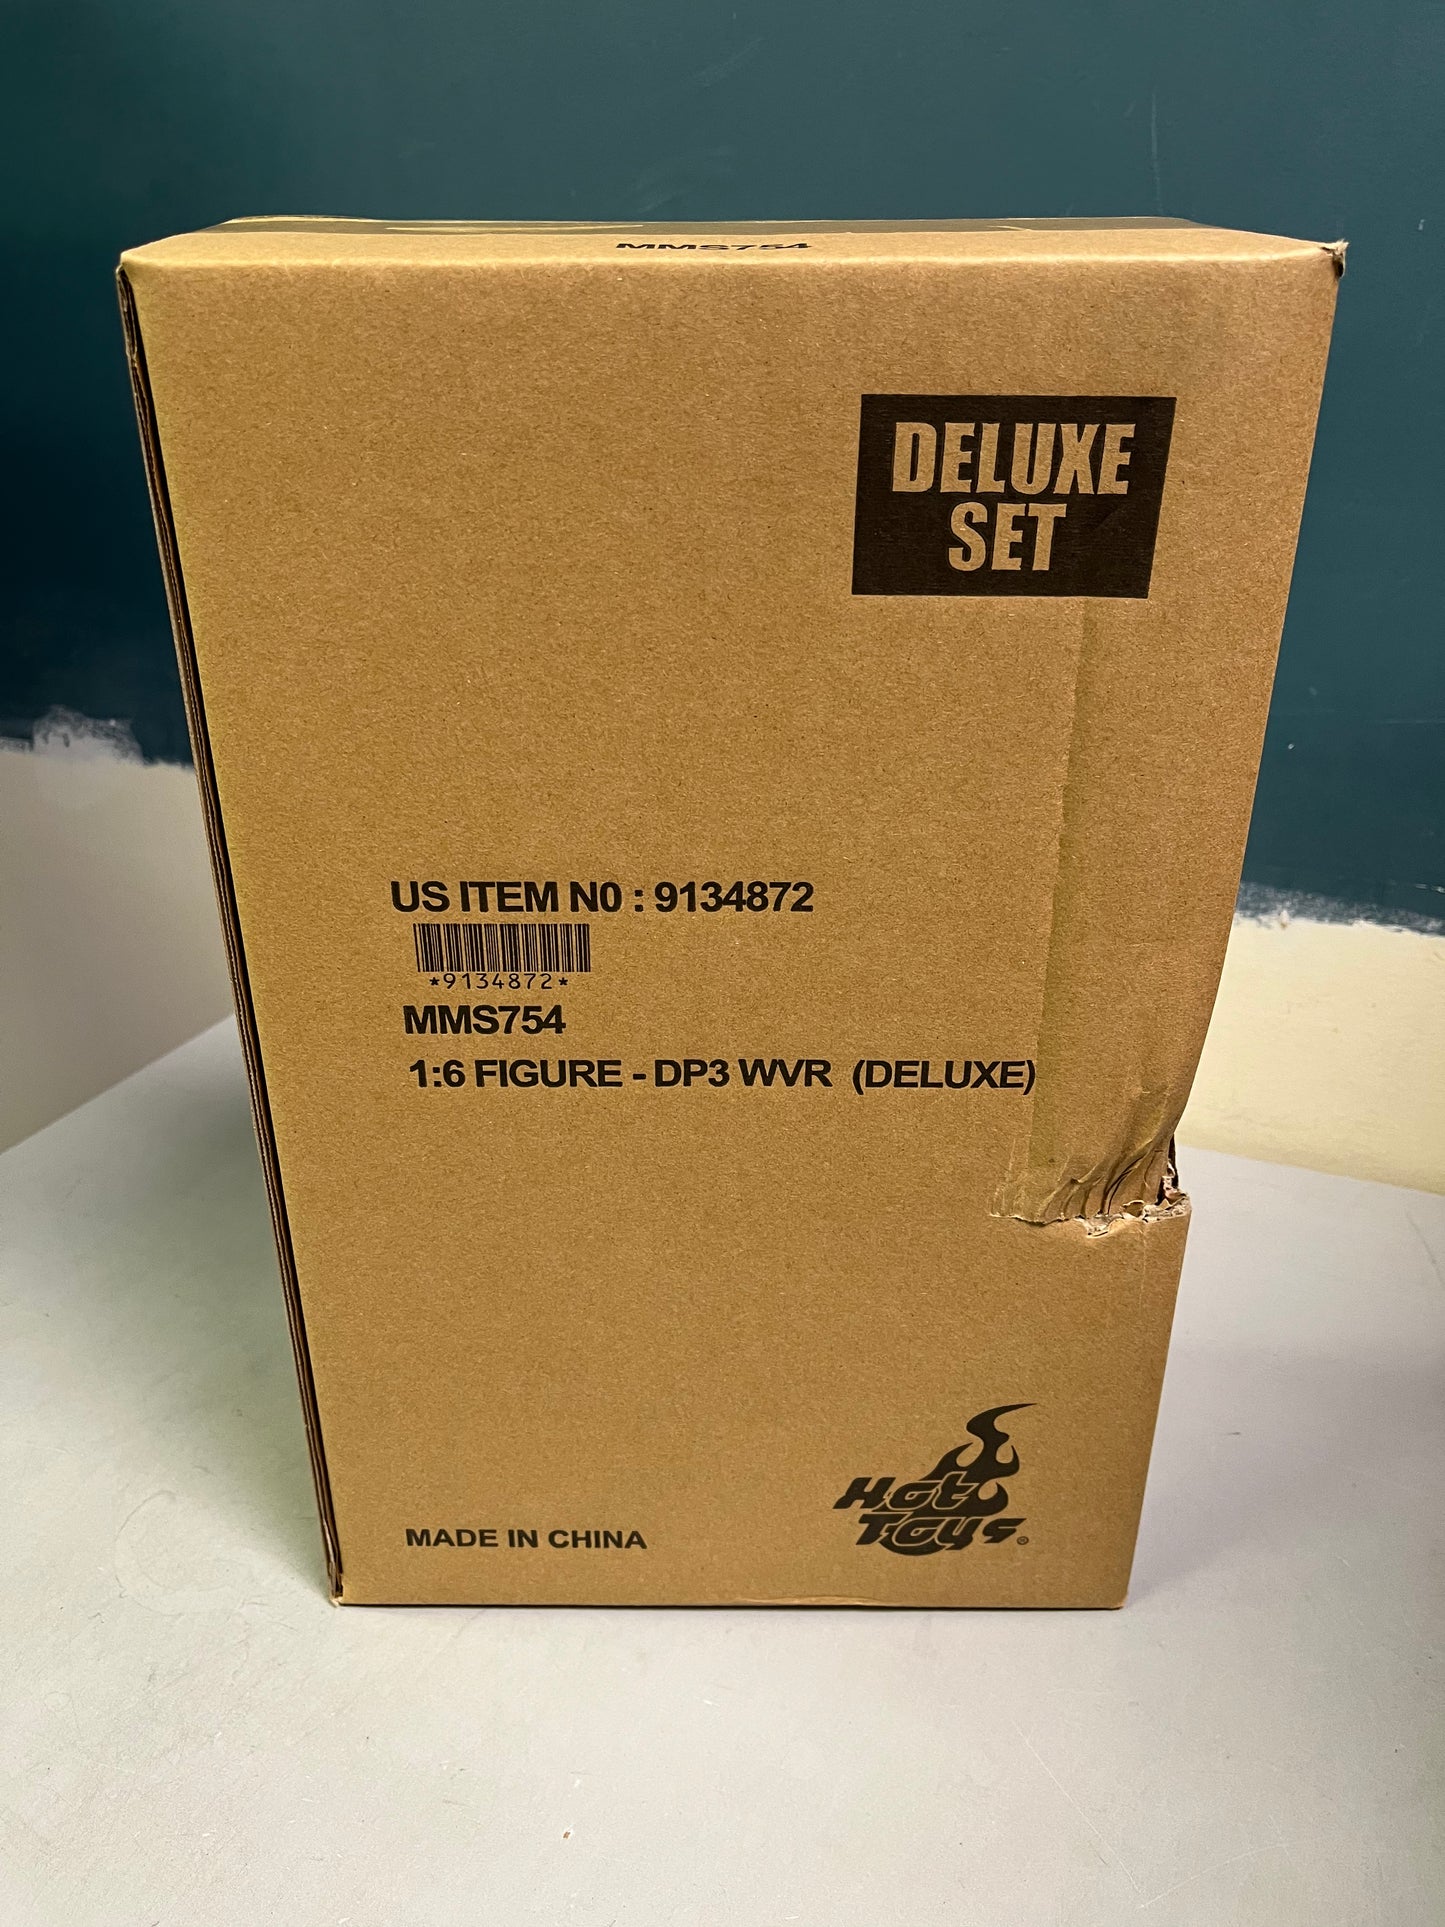 MMS754
DELUXE
SET
US ITEM N0 : 9134872
*9134872*
MMS754
1:6 FIGURE - DP3 WVR (DELUXE)
Hot
Toys®
MADE IN CHINA